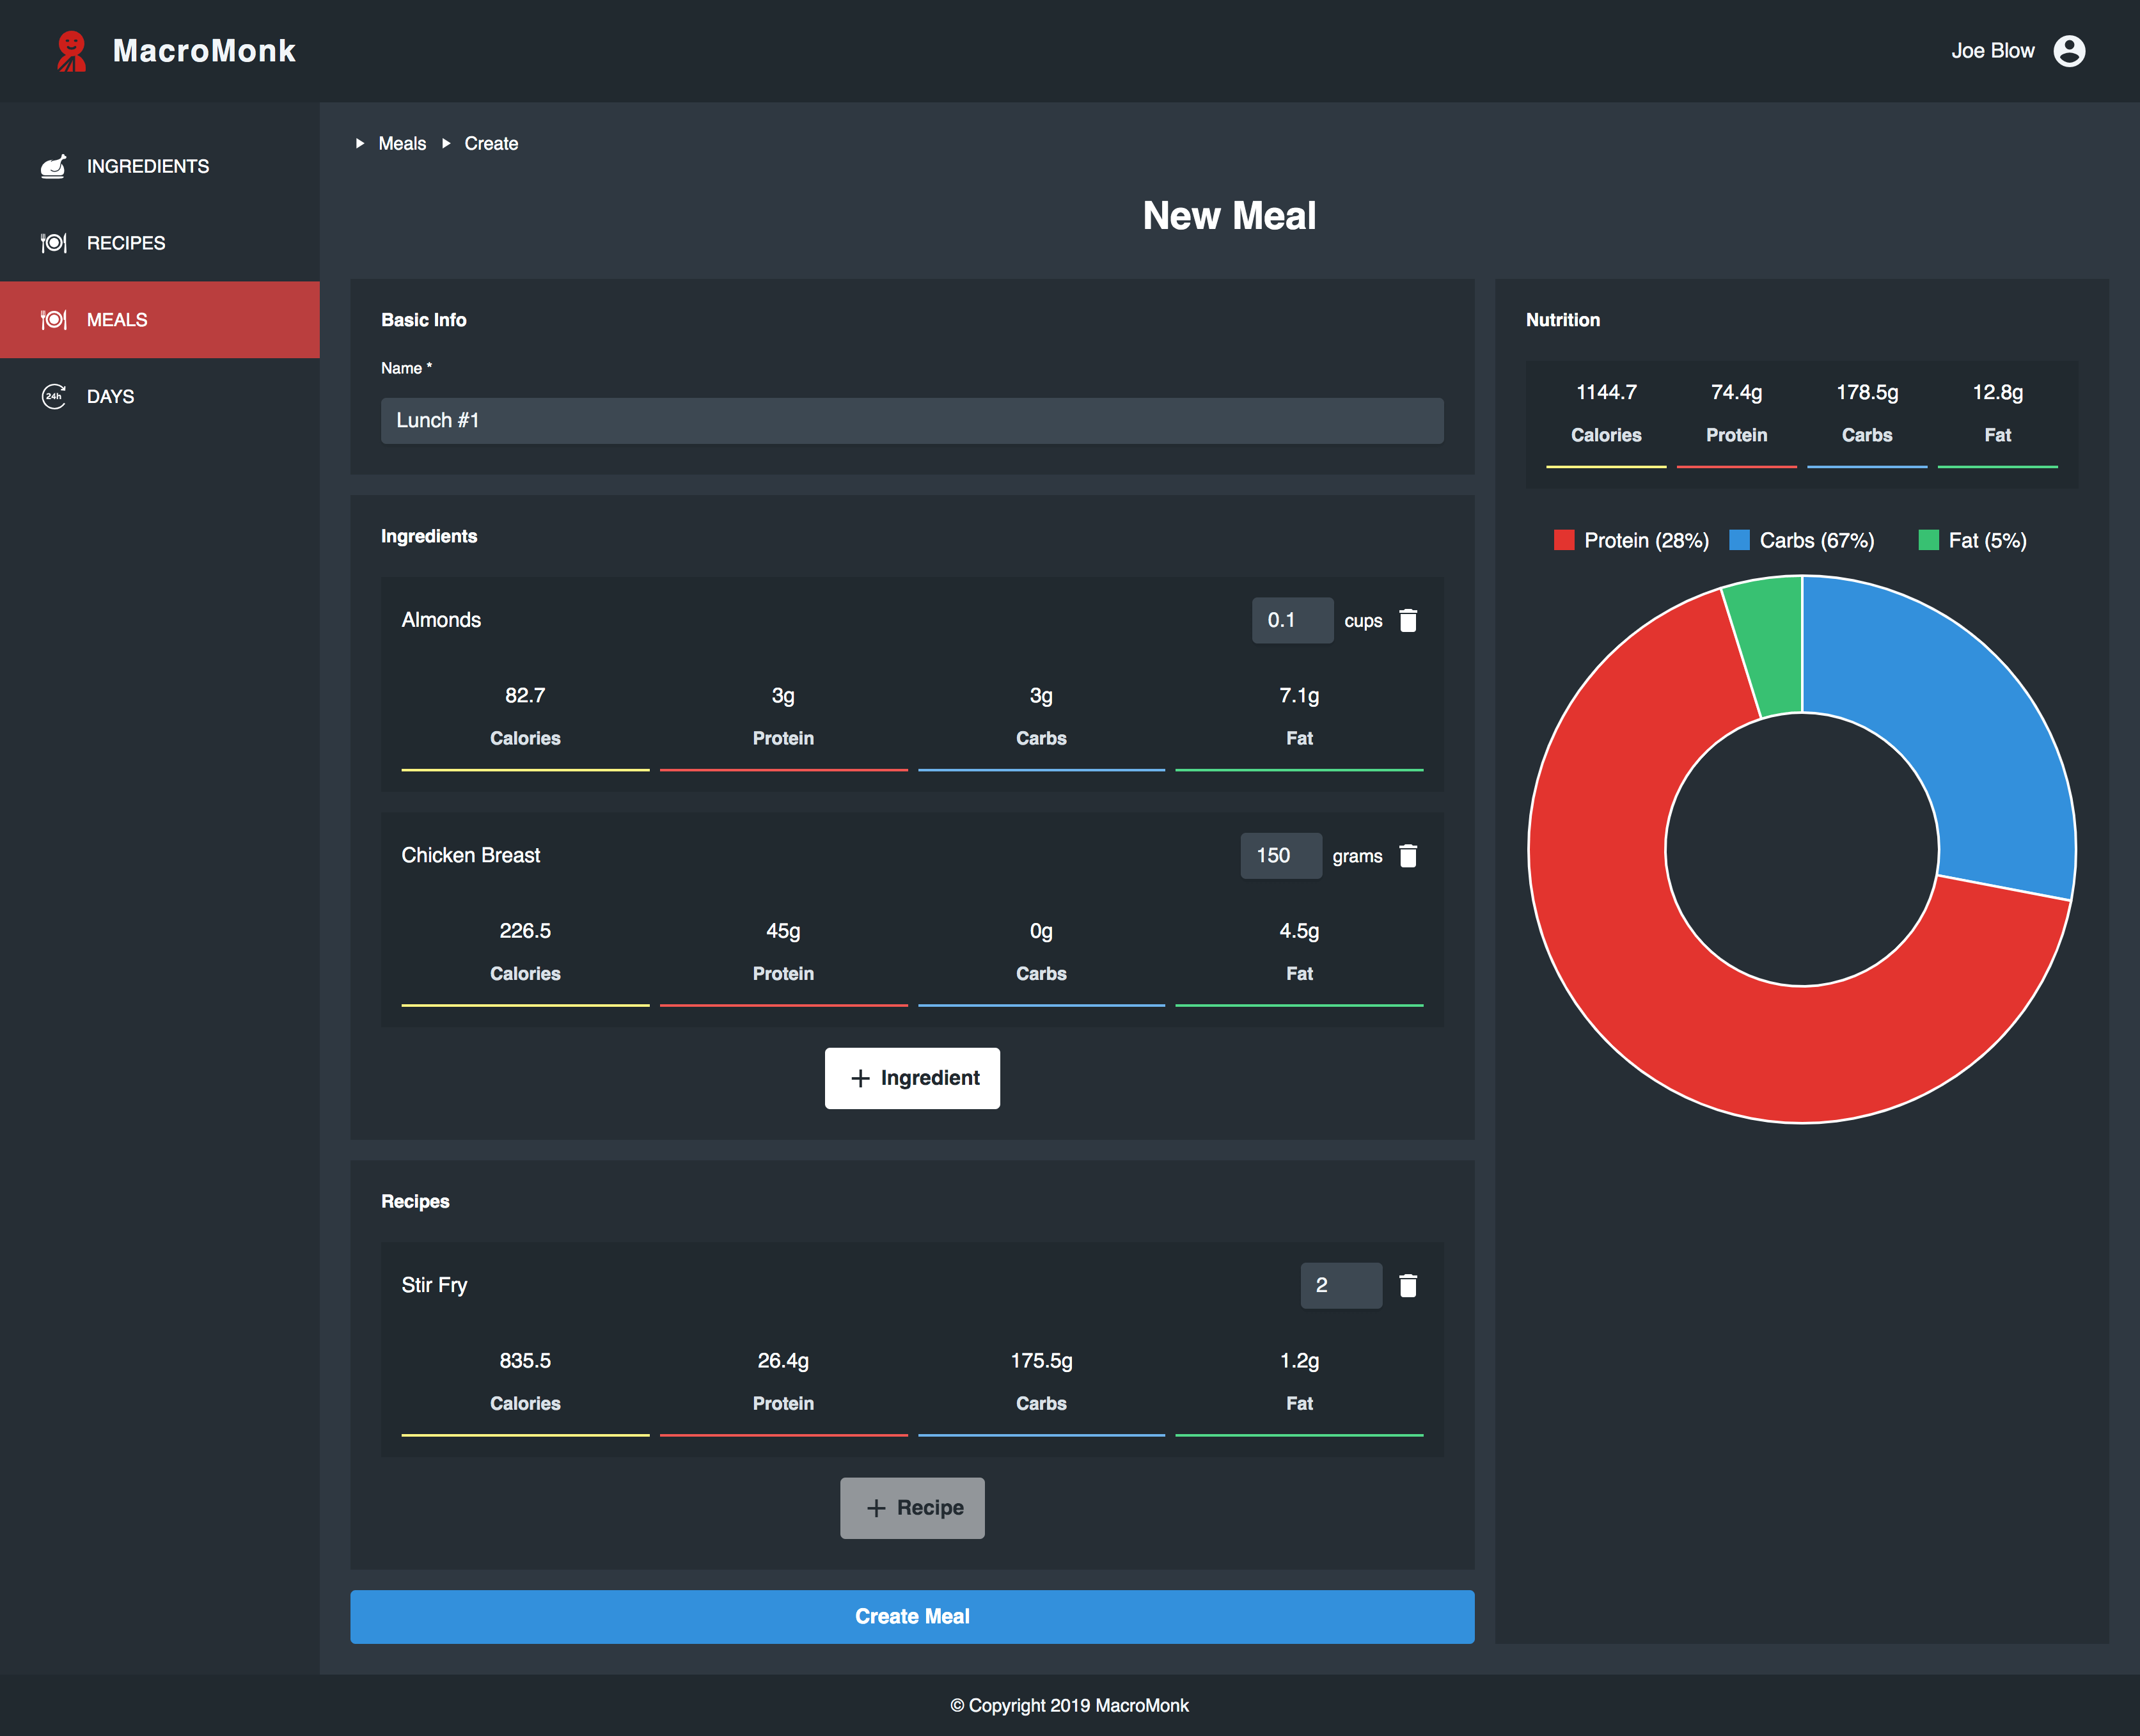 MacroMonk
Joe Blow
INGREDIENTS
RECIPES
MEALS
24h DAYS
Meals Create
New Meal
Basic Info
Name *
Lunch #1
Ingredients
Almonds 0.1 cups
82.7 3g 3g 7.1g
Calories Protein Carbs Fat
Chicken Breast 150 grams
226.5 45g 0g 4.5g
Calories Protein Carbs Fat
+ Ingredient
Recipes
Stir Fry 2
835.5 26.4g 175.5g 1.2g
Calories Protein Carbs Fat
+ Recipe
Create Meal
Nutrition
1144.7 74.4g 178.5g 12.8g
Calories Protein Carbs Fat
Protein (28%) Carbs (67%) Fat (5%)
© Copyright 2019 MacroMonk